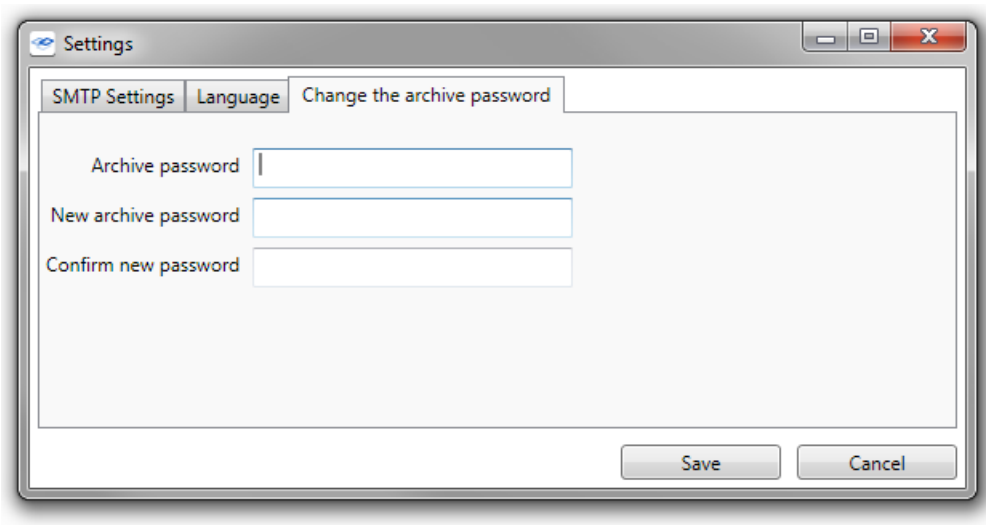 Settings
SMTP Settings Language Change the archive password
Archive password
New archive password
Confirm new password
Save Cancel